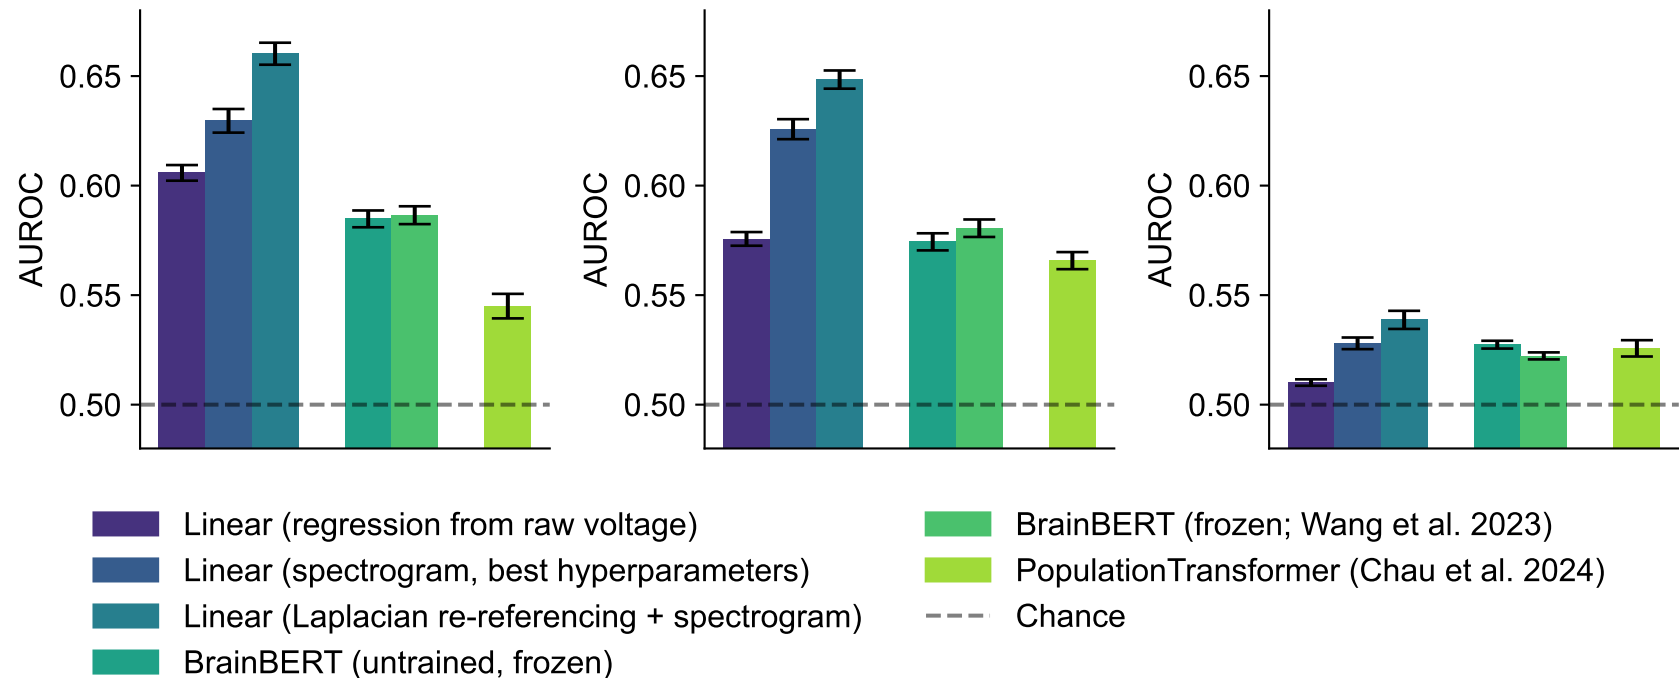 AUROC
0.65
0.60
0.55
0.50
AUROC
0.65
0.60
0.55
0.50
AUROC
0.65
0.60
0.55
0.50
Linear (regression from raw voltage)
Linear (spectrogram, best hyperparameters)
Linear (Laplacian re-referencing + spectrogram)
BrainBERT (untrained, frozen)
BrainBERT (frozen; Wang et al. 2023)
PopulationTransformer (Chau et al. 2024)
Chance